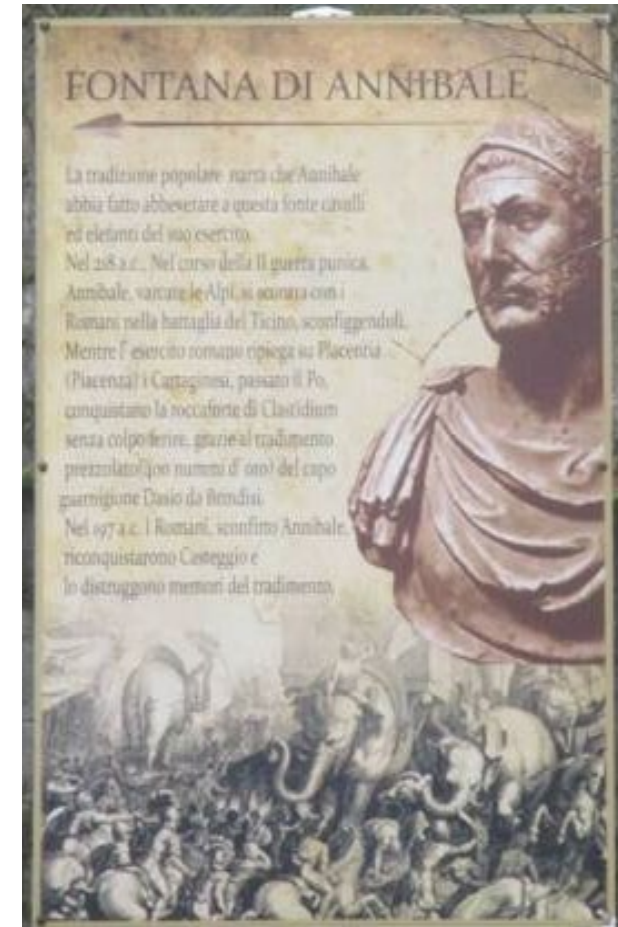 FONTANA DI ANNIBALE
La tradizione popolare narra che Annibale
abbia fatto abbeverare a questa fonte cavalli
ed elefanti del suo esercito.
Nel 218 a.c.. Nel corso della II guerra punica,
Annibale, varcate le Alpi, si scontra con i
Romani nella battaglia del Ticino, sconfiggendoli.
Mentre l' esercito romano ripiega su Placentia
(Piacenza) i Cartaginesi, passato il Po,
conquistano la roccaforte di Clastidium
senza colpo ferire, grazie al tradimento
prezzolato(400 nummi d' oro) del capo
guarnigione Dasio da Brindisi.
Nel 197 a.c. i Romani, sconfitto Annibale,
riconquistarono Casteggio e
lo distruggono memori del tradimento.